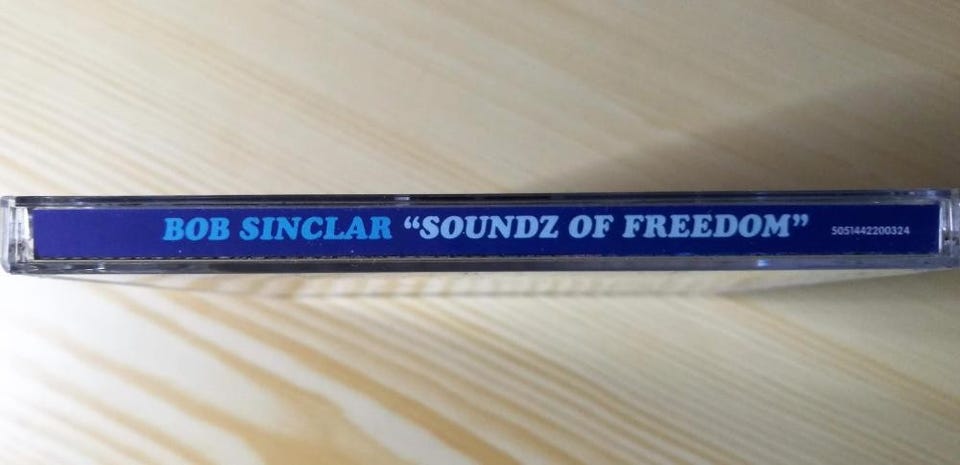 BOB SINCLAR “SOUNDZ OF FREEDOM” 5051442200324